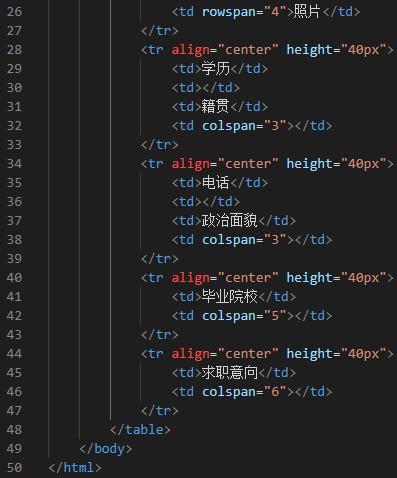 26 <td rowspan="4">照片</td>
27 </tr>
28 <tr align="center" height="40px">
29 <td>学历</td>
30 <td></td>
31 <td>籍贯</td>
32 <td colspan="3"></td>
33 </tr>
34 <tr align="center" height="40px">
35 <td>电话</td>
36 <td></td>
37 <td>政治面貌</td>
38 <td colspan="3"></td>
39 </tr>
40 <tr align="center" height="40px">
41 <td>毕业院校</td>
42 <td colspan="5"></td>
43 </tr>
44 <tr align="center" height="40px">
45 <td>求职意向</td>
46 <td colspan="6"></td>
47 </tr>
48 </table>
49 </body>
50 </html>